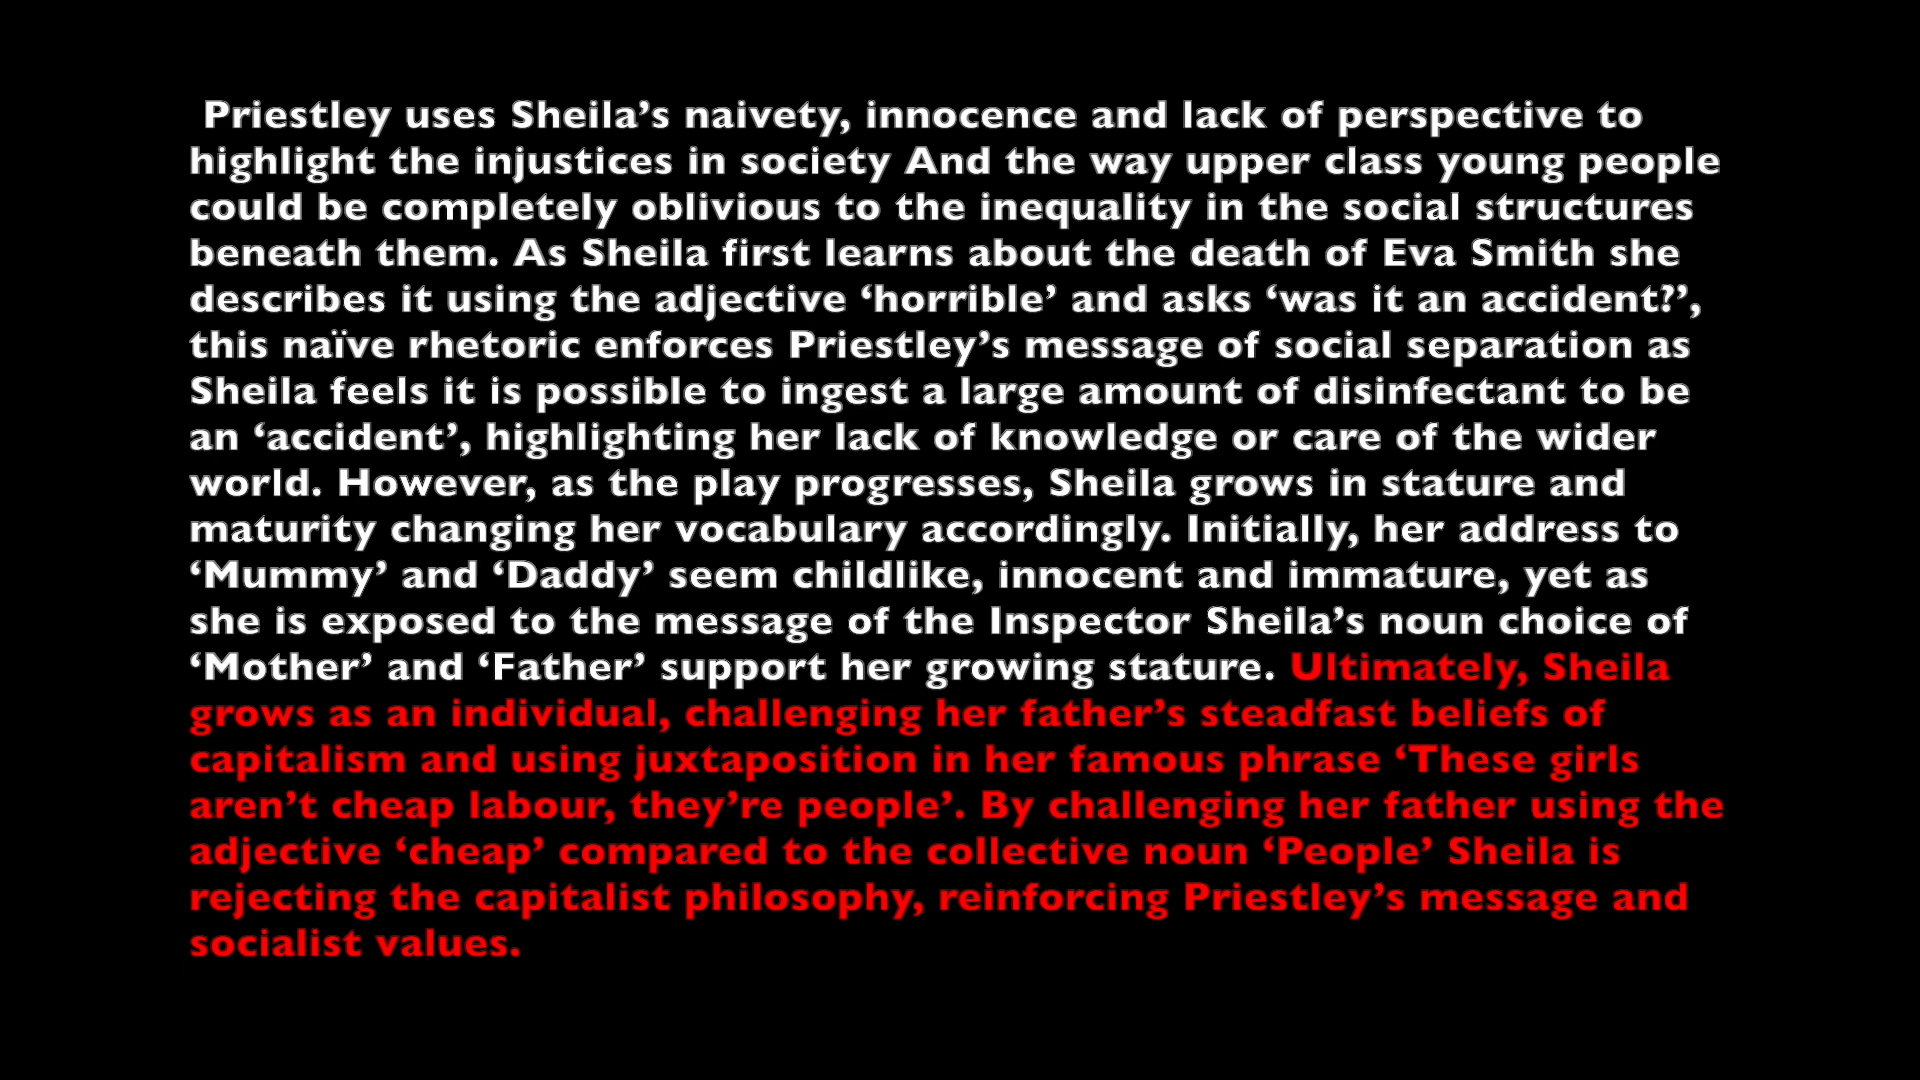 Priestley uses Sheila’s naivety, innocence and lack of perspective to
highlight the injustices in society And the way upper class young people
could be completely oblivious to the inequality in the social structures
beneath them. As Sheila first learns about the death of Eva Smith she
describes it using the adjective ‘horrible’ and asks ‘was it an accident?’,
this naïve rhetoric enforces Priestley’s message of social separation as
Sheila feels it is possible to ingest a large amount of disinfectant to be
an ‘accident’, highlighting her lack of knowledge or care of the wider
world. However, as the play progresses, Sheila grows in stature and
maturity changing her vocabulary accordingly. Initially, her address to
‘Mummy’ and ‘Daddy’ seem childlike, innocent and immature, yet as
she is exposed to the message of the Inspector Sheila’s noun choice of
‘Mother’ and ‘Father’ support her growing stature. Ultimately, Sheila
grows as an individual, challenging her father’s steadfast beliefs of
capitalism and using juxtaposition in her famous phrase ‘These girls
aren’t cheap labour, they’re people’. By challenging her father using the
adjective ‘cheap’ compared to the collective noun ‘People’ Sheila is
rejecting the capitalist philosophy, reinforcing Priestley’s message and
socialist values.